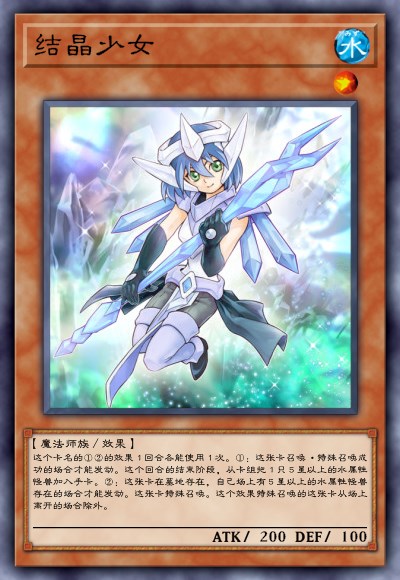 结晶少女
水
【魔法师族／效果】
这个卡名的①②的效果1回合各能使用1次。①：这张卡召唤·特殊召唤成
功的场合才能发动。这个回合的结束阶段，从卡组把1只5星以上的水属性
怪兽加入手卡。②：这张卡在墓地存在，自己场上有5星以上的水属性怪兽
存在的场合才能发动。这张卡特殊召唤。这个效果特殊召唤的这张卡从场上
离开的场合除外。
ATK/ 200 DEF/ 100